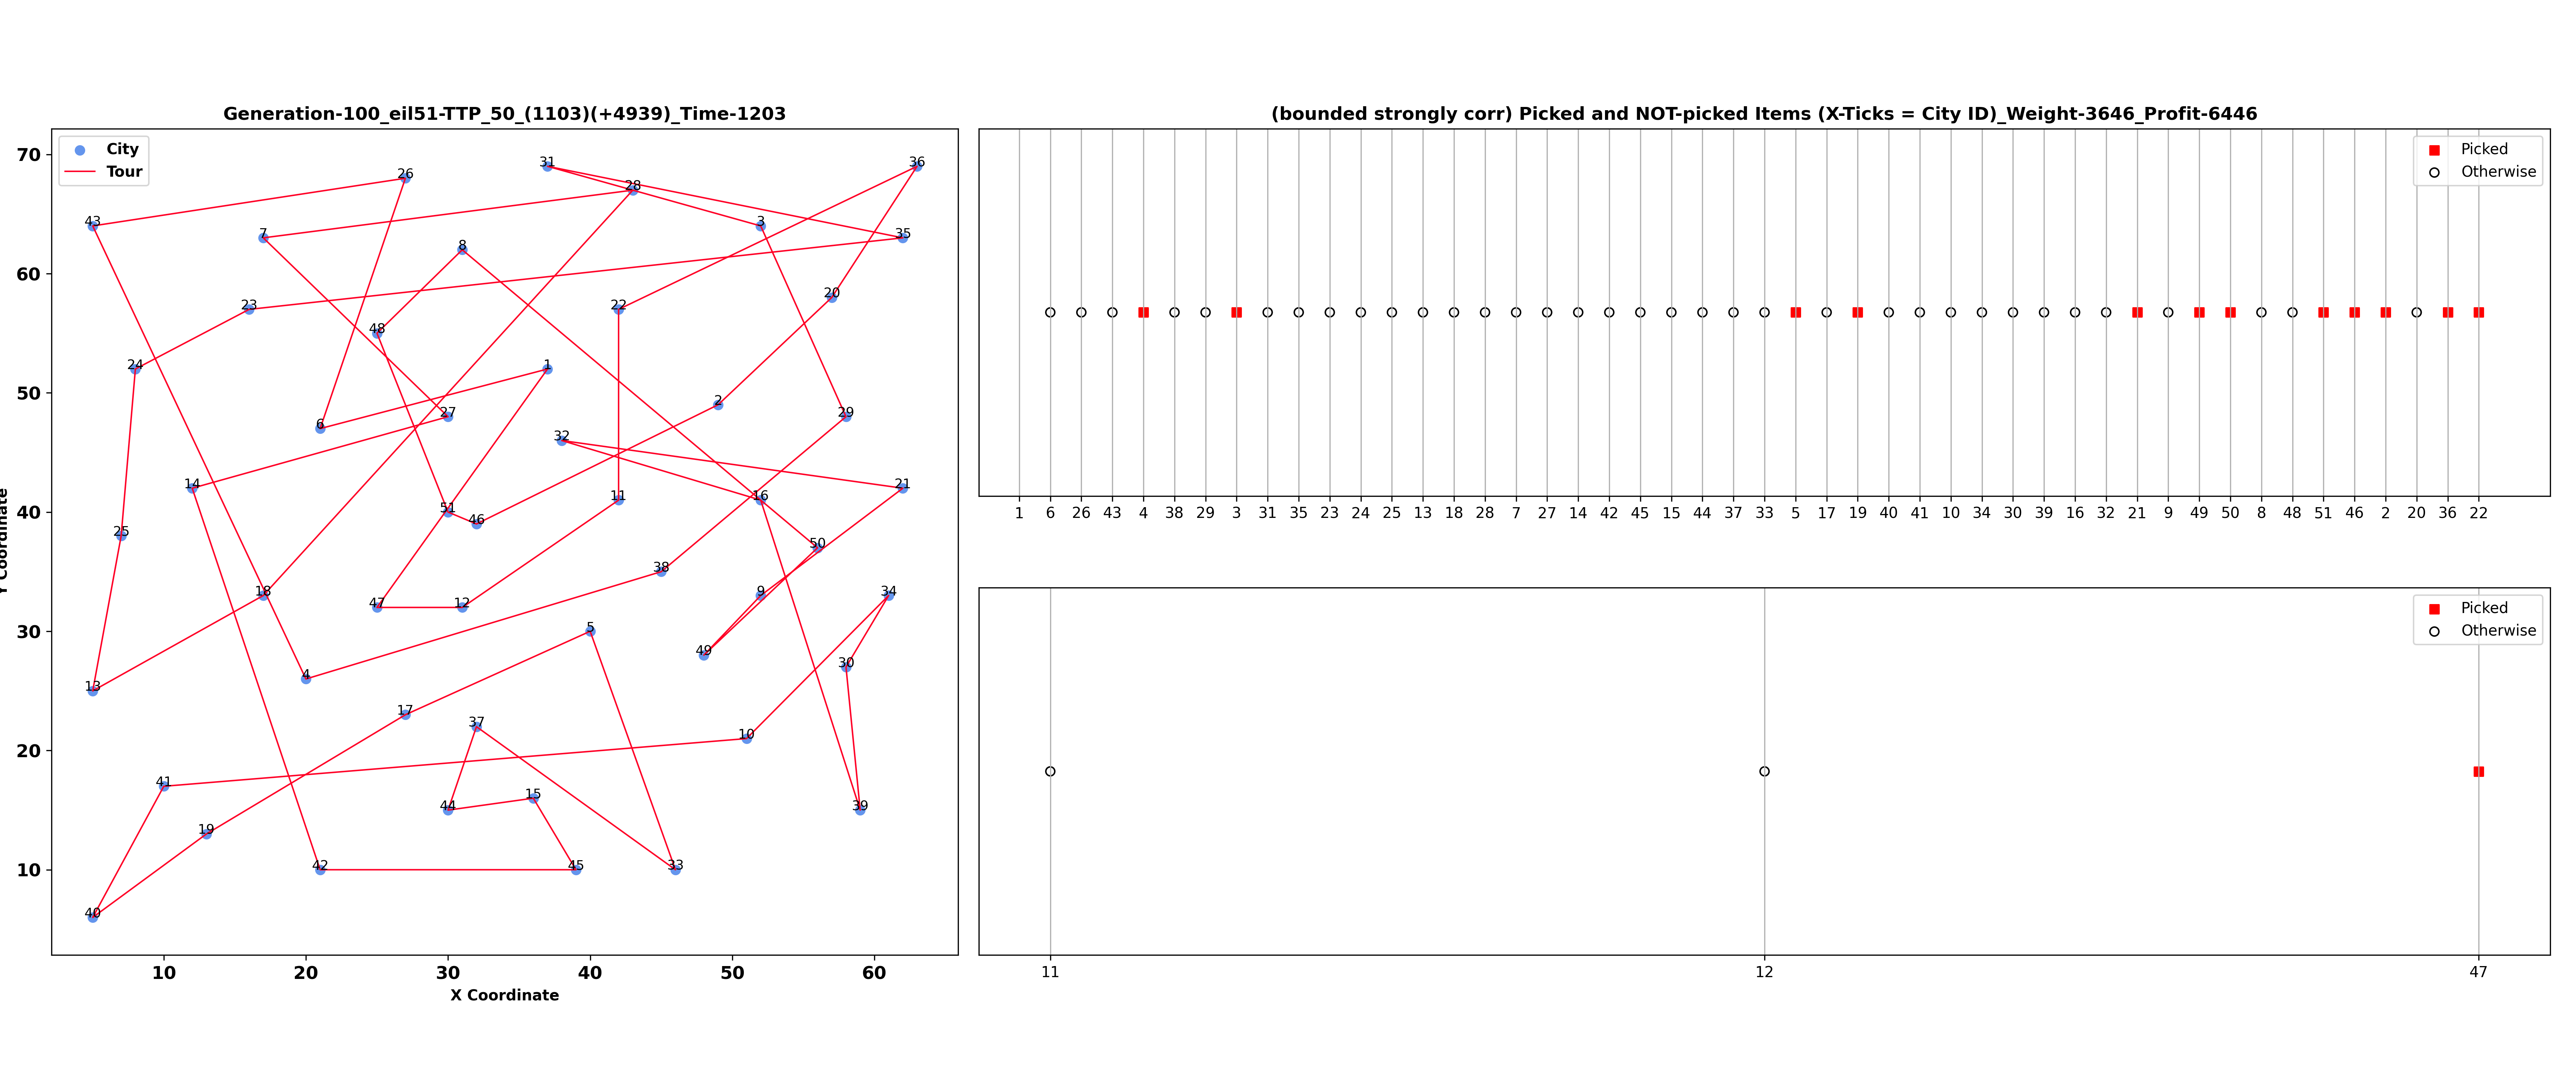 Generation-100_eil51-TTP_50_(1103)(+4939)_Time-1203
City
Tour
70
60
50
40
30
20
10
10 20 30 40 50 60
X Coordinate
Y Coordinate
31 36
26
28
43 3
7 35
8
20
23 22
48
24 1
2
6 27 29
32
14 16 21
11
51 46
25
50
38
18 9 34
47 12
5
49
30
4
13
17
37
10
41
15
44 39
19
42 45 33
40
(bounded strongly corr) Picked and NOT-picked Items (X-Ticks = City ID)_Weight-3646_Profit-6446
Picked
Otherwise
1 6 26 43 4 38 29 3 31 35 23 24 25 13 18 28 7 27 14 42 45 15 44 37 33 5 17 19 40 41 10 34 30 39 16 32 21 9 49 50 8 48 51 46 2 20 36 22
Picked
Otherwise
11 12 47